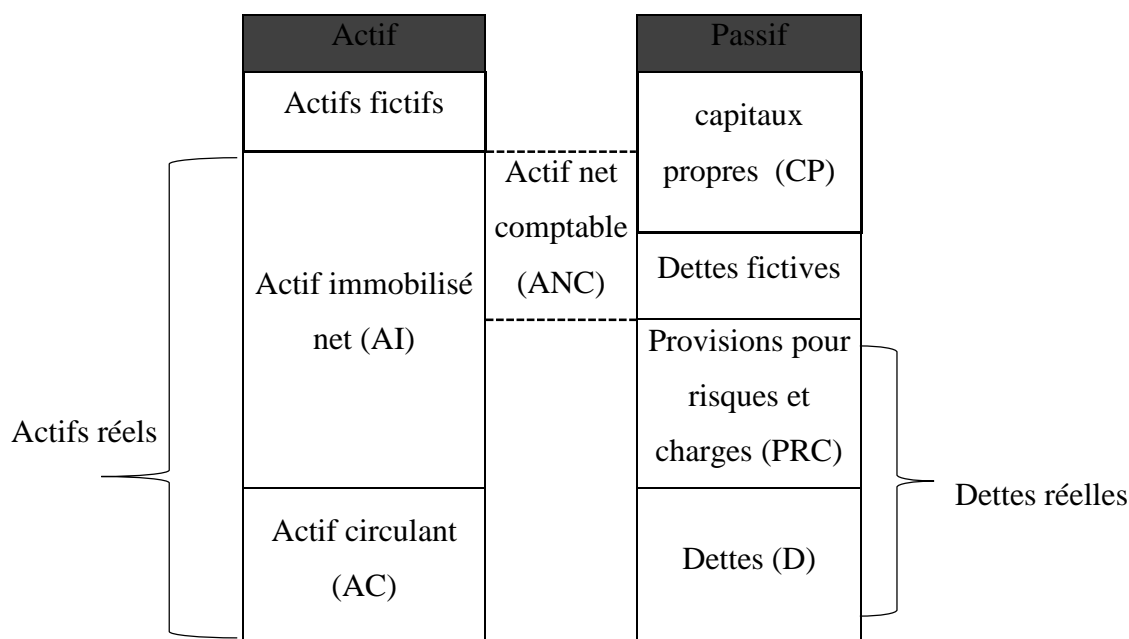 Actif
Passif
Actifs fictifs
capitaux
propres (CP)
Actif net
comptable
(ANC)
Dettes fictives
Actif immobilisé
net (AI)
Provisions pour
risques et
charges (PRC)
Actifs réels
Dettes réelles
Actif circulant
(AC)
Dettes (D)